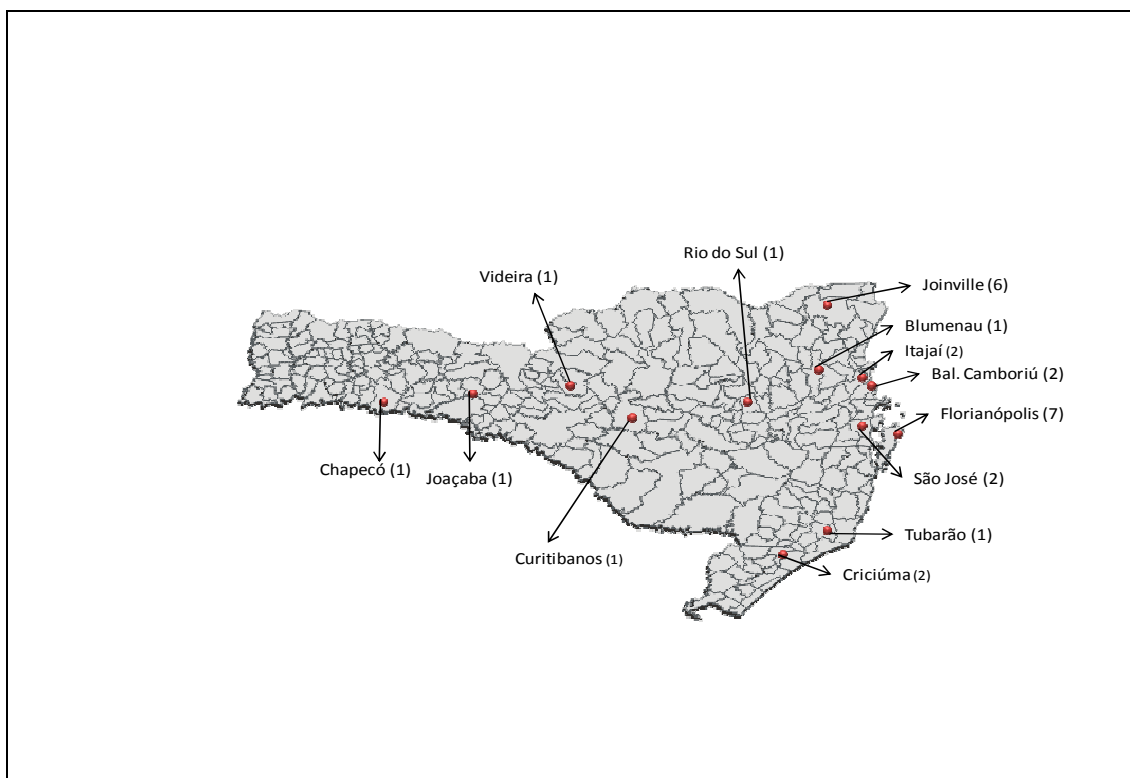 Rio do Sul (1)
Videira (1)
Joinville (6)
Blumenau (1)
Itajaí (2)
Bal. Camboriú (2)
Florianópolis (7)
Chapecó (1)
Joaçaba (1)
São José (2)
Curitibanos (1)
Tubarão (1)
Criciúma (2)